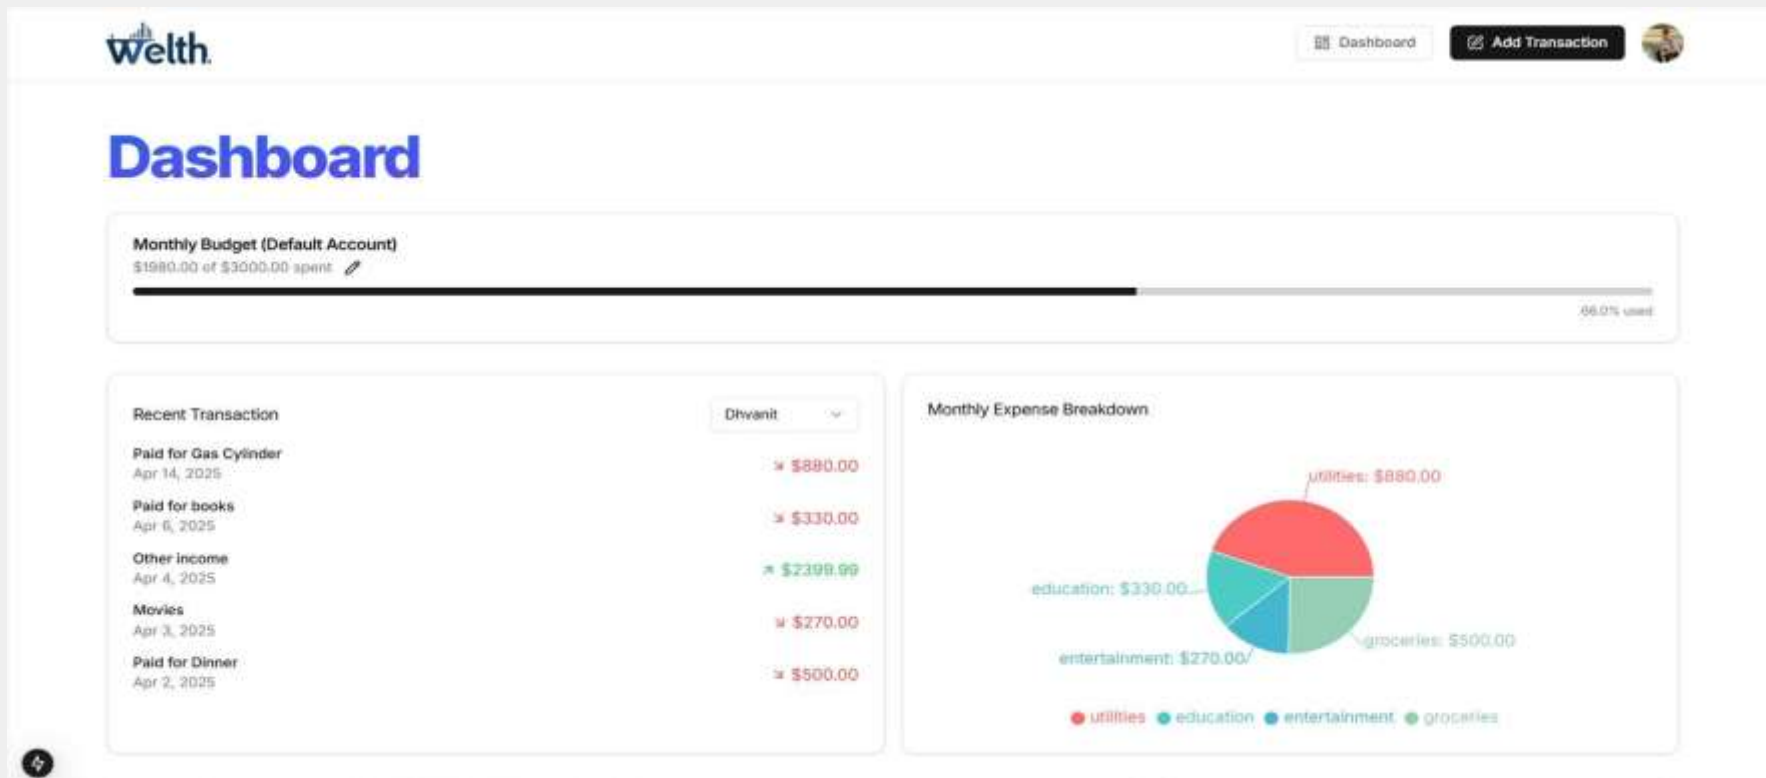 Welth.
Dashboard
Add Transaction
Dashboard
Monthly Budget (Default Account)
$1980.00 of $3000.00 spent
66.0% used
Recent Transaction
Dhvanit
Paid for Gas Cylinder
$880.00
Apr 14, 2025
Paid for books
$330.00
Apr 6, 2025
Other income
$2399.99
Apr 4, 2025
Movies
$270.00
Apr 3, 2025
Paid for Dinner
$500.00
Apr 2, 2025
Monthly Expense Breakdown
utilities: $880.00
education: $330.00
groceries: $500.00
entertainment: $270.00
utilities education entertainment groceries